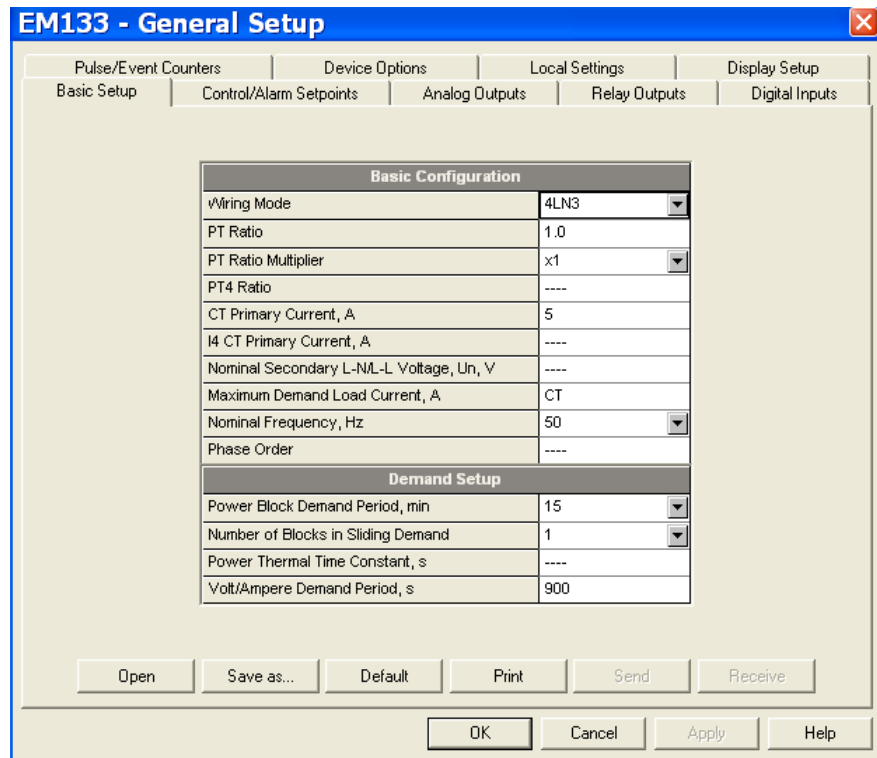 EM133 - General Setup
Pulse/Event Counters Device Options Local Settings Display Setup
Basic Setup Control/Alarm Setpoints Analog Outputs Relay Outputs Digital Inputs
Basic Configuration
Wiring Mode 4LN3
PT Ratio 1.0
PT Ratio Multiplier x1
PT4 Ratio ----
CT Primary Current, A 5
I4 CT Primary Current, A ----
Nominal Secondary L-N/L-L Voltage, Un, V ----
Maximum Demand Load Current, A CT
Nominal Frequency, Hz 50
Phase Order ----
Demand Setup
Power Block Demand Period, min 15
Number of Blocks in Sliding Demand 1
Power Thermal Time Constant, s ----
Volt/Ampere Demand Period, s 900
Open Save as... Default Print Send Receive
OK Cancel Apply Help